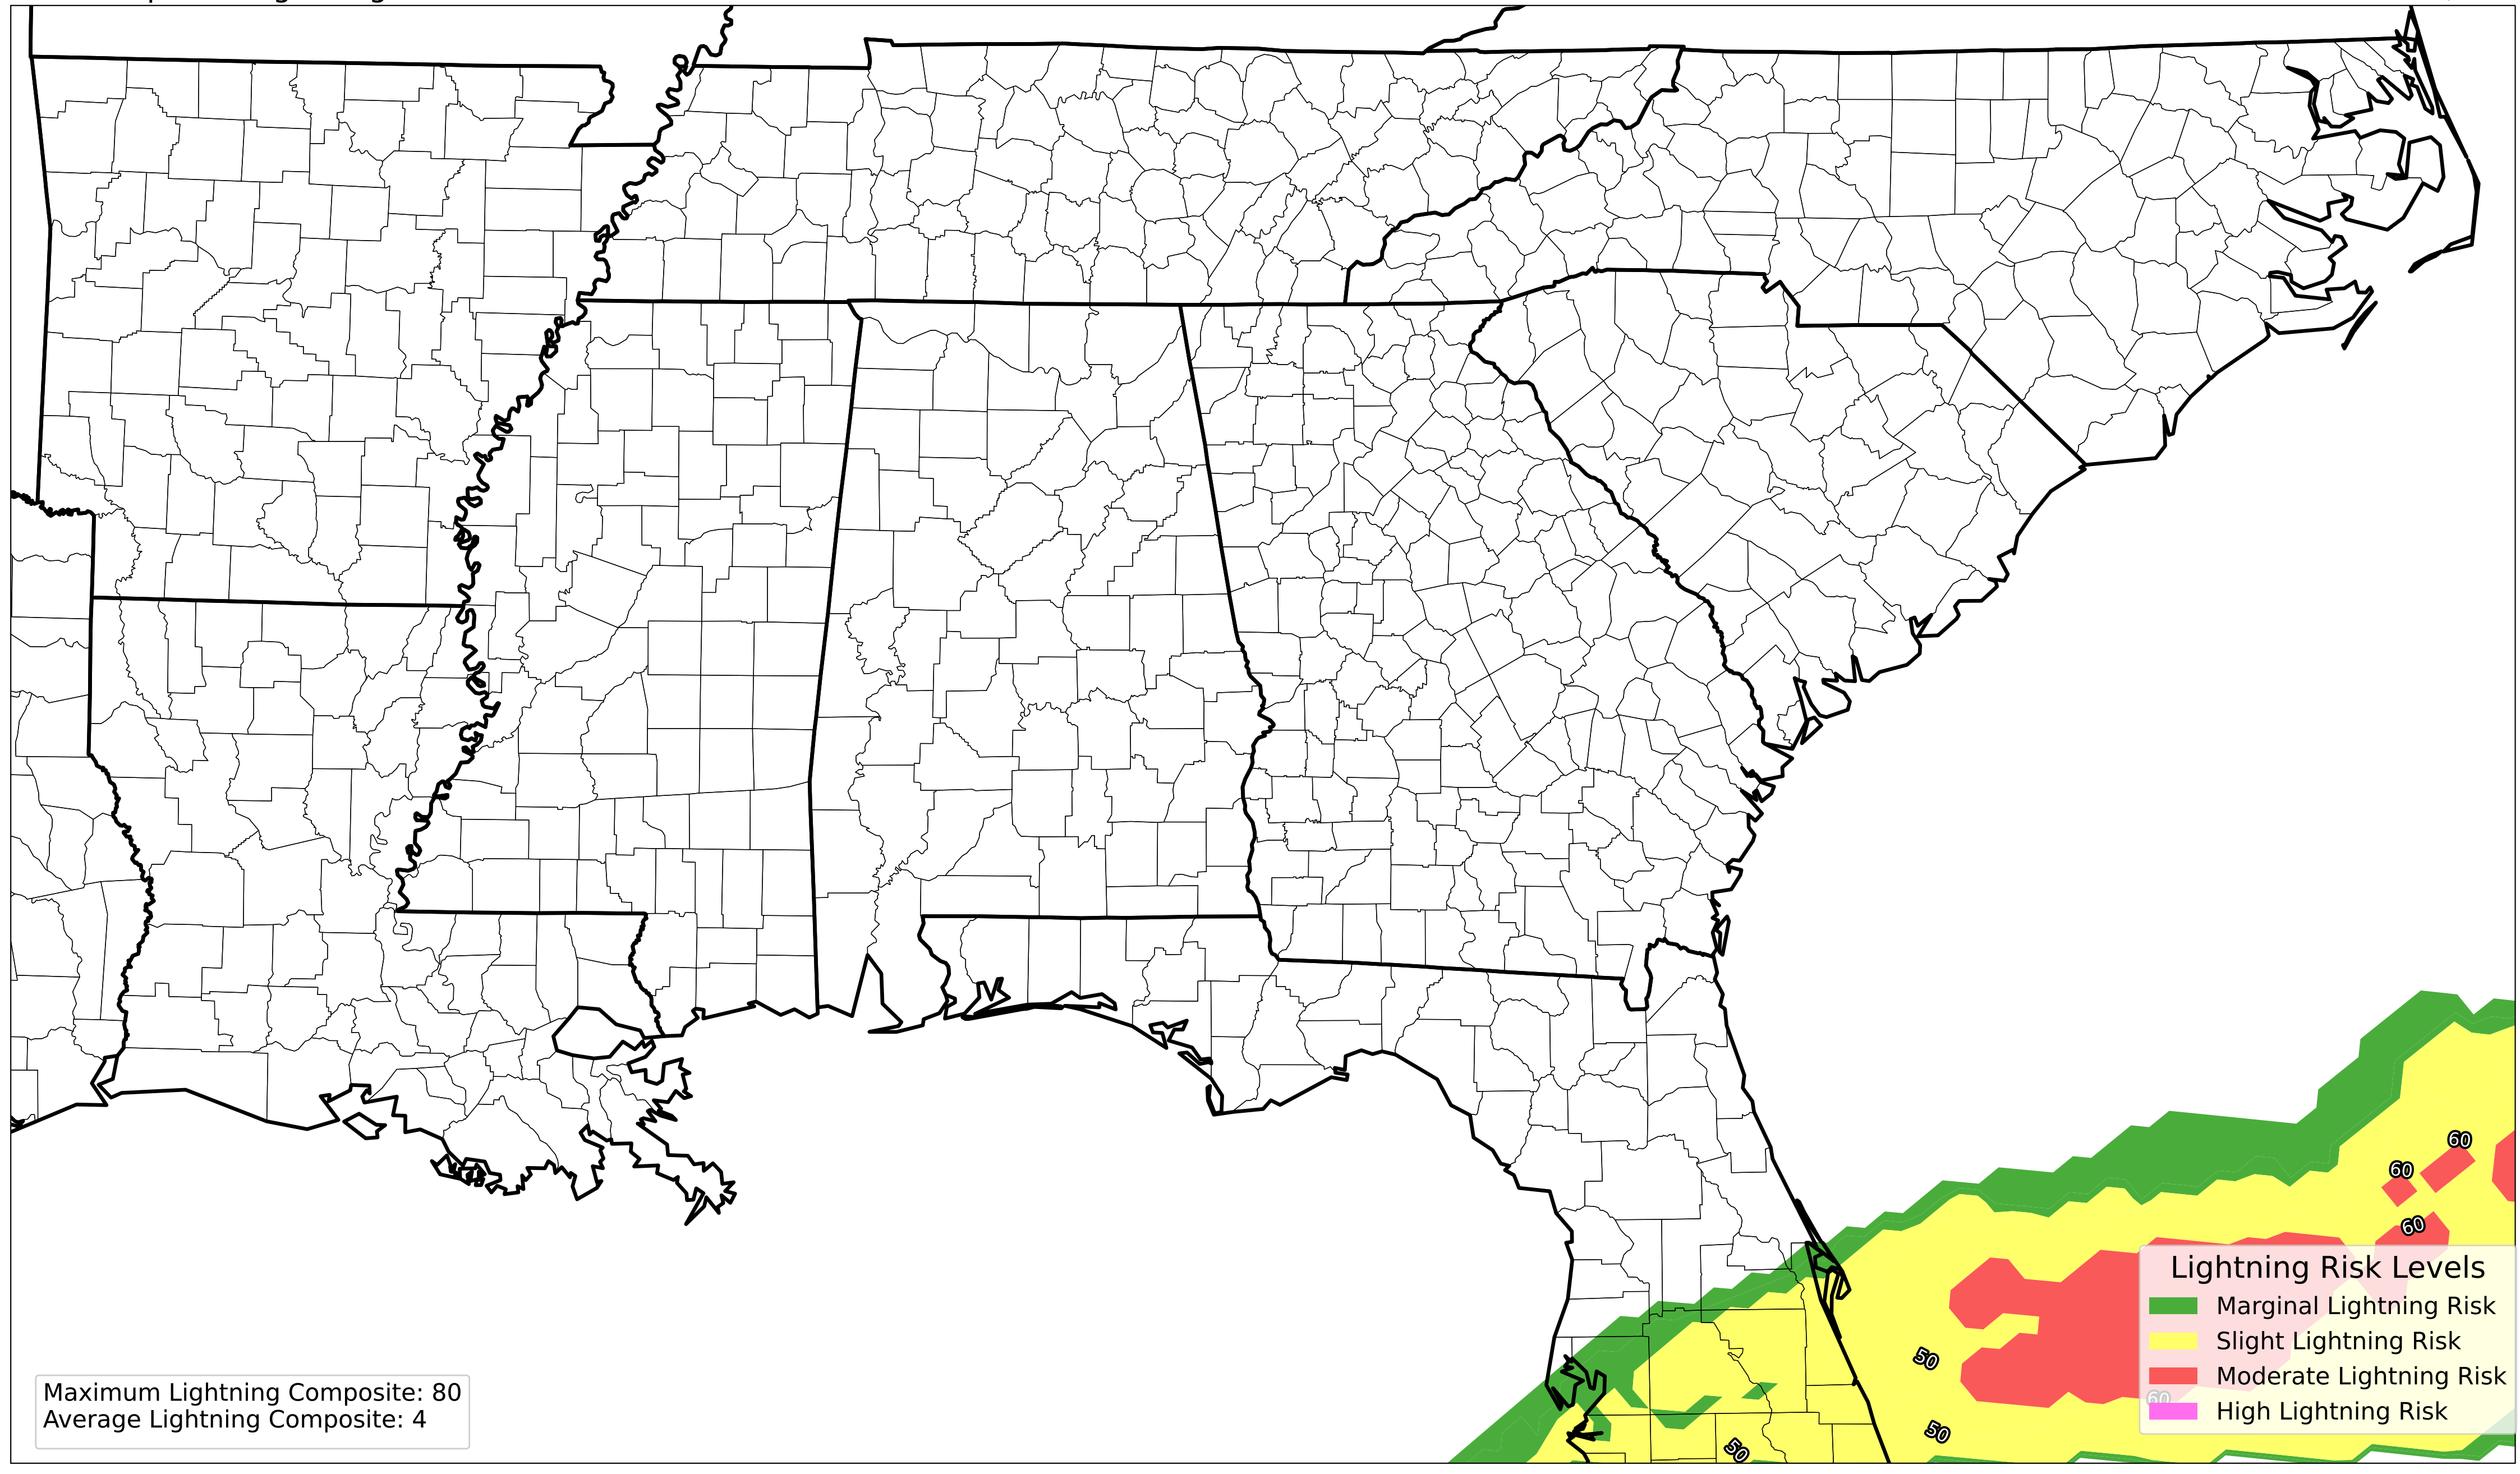 60
60
60
50
60
50
50
Lightning Risk Levels
Marginal Lightning Risk
Slight Lightning Risk
Moderate Lightning Risk
High Lightning Risk
Maximum Lightning Composite: 80
Average Lightning Composite: 4